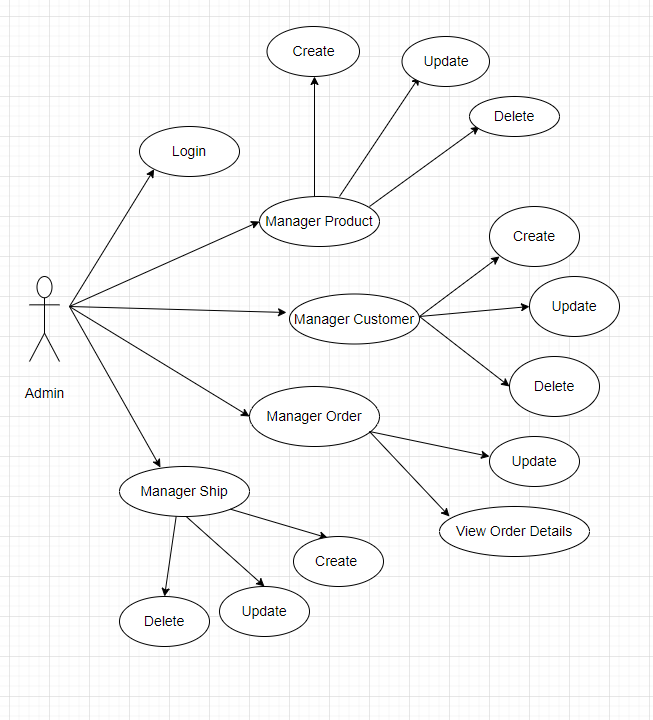 Create
Update
Delete
Login
Manager Product
Create
Update
Manager Customer
Admin
Delete
Manager Order
Update
Manager Ship
View Order Details
Create
Update
Delete